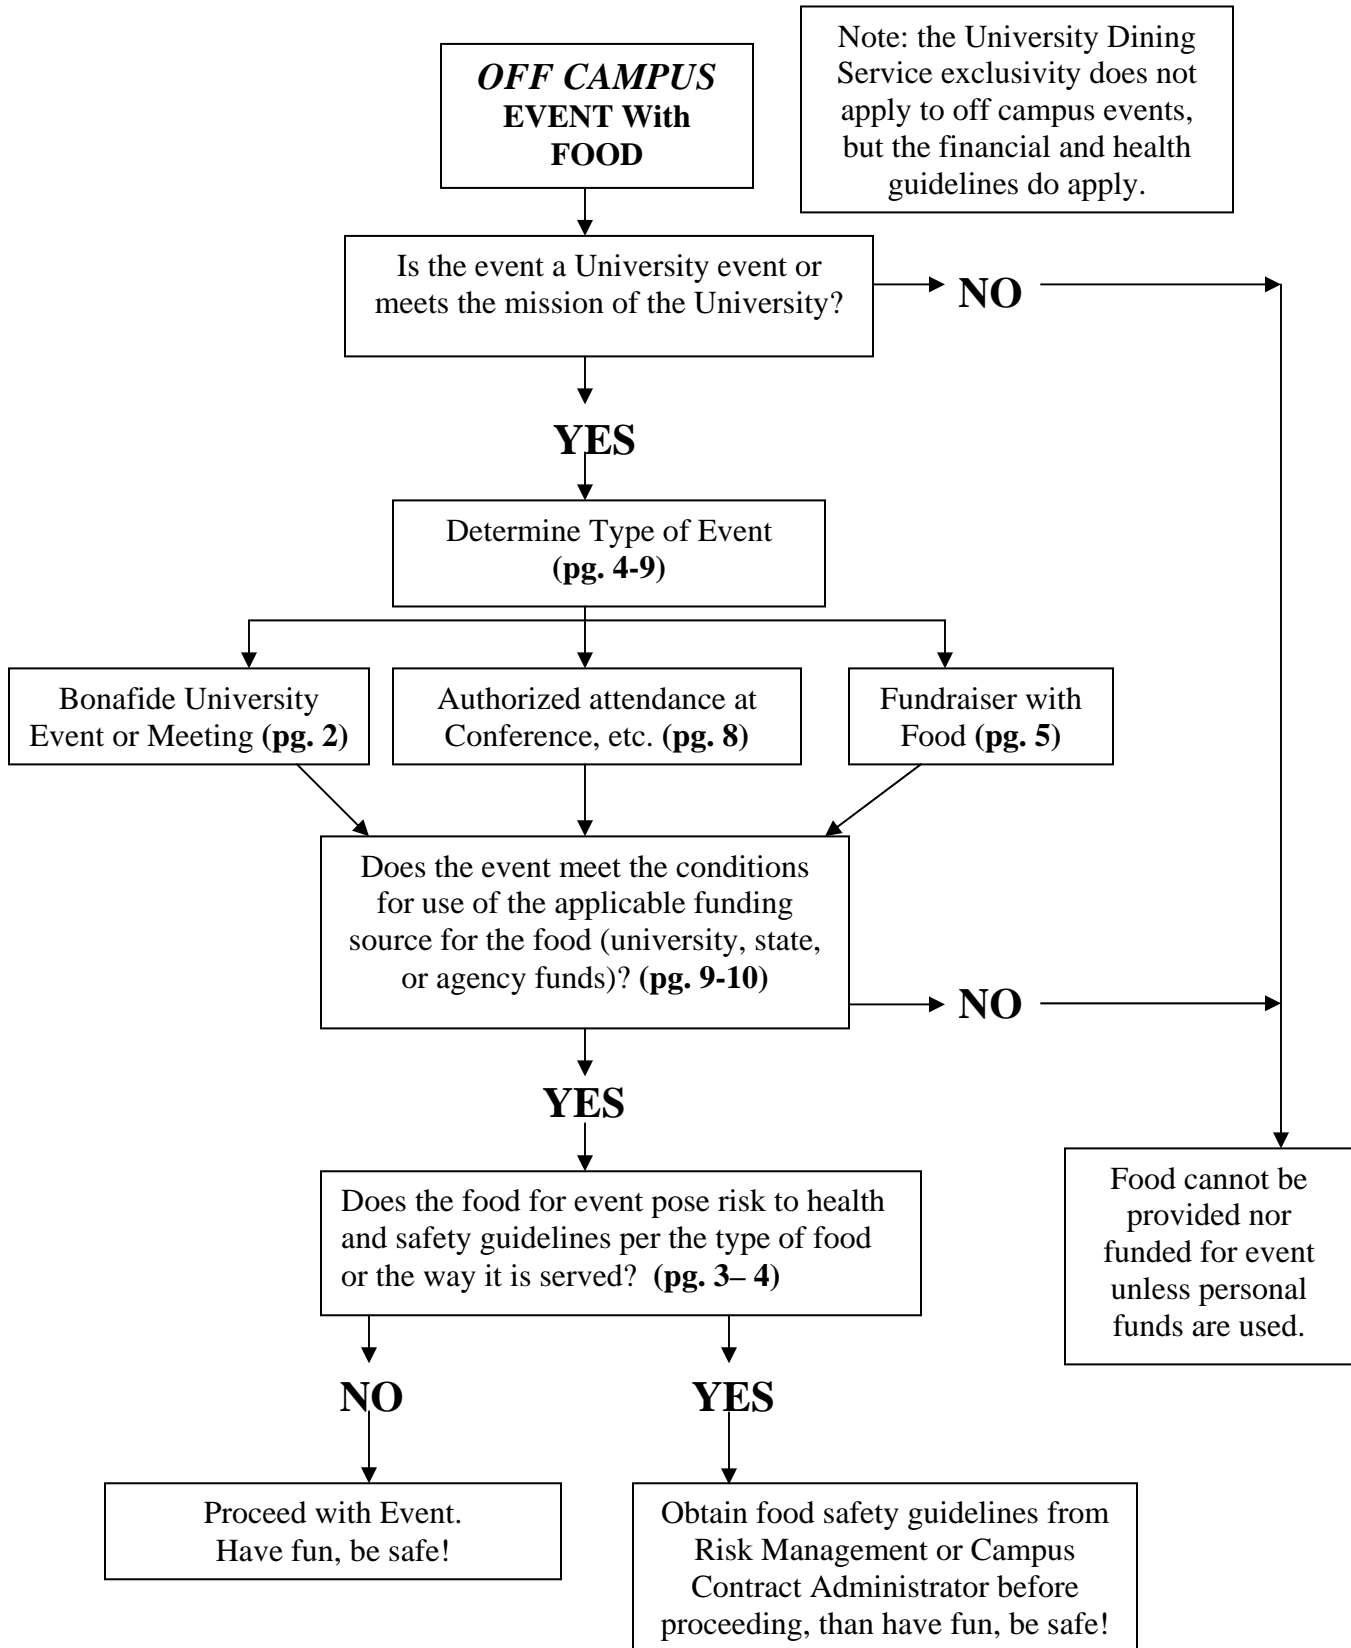 OFF CAMPUS
EVENT With
FOOD
Note: the University Dining
Service exclusivity does not
apply to off campus events,
but the financial and health
guidelines do apply.
Is the event a University event or
meets the mission of the University?
NO
YES
Determine Type of Event
(pg. 4-9)
Bonafide University
Event or Meeting (pg. 2)
Authorized attendance at
Conference, etc. (pg. 8)
Fundraiser with
Food (pg. 5)
Does the event meet the conditions
for use of the applicable funding
source for the food (university, state,
or agency funds)? (pg. 9-10)
NO
YES
Food cannot be
provided nor
funded for event
unless personal
funds are used.
Does the food for event pose risk to health
and safety guidelines per the type of food
or the way it is served?  (pg. 3– 4)
NO
YES
Proceed with Event.
Have fun, be safe!
Obtain food safety guidelines from
Risk Management or Campus
Contract Administrator before
proceeding, than have fun, be safe!